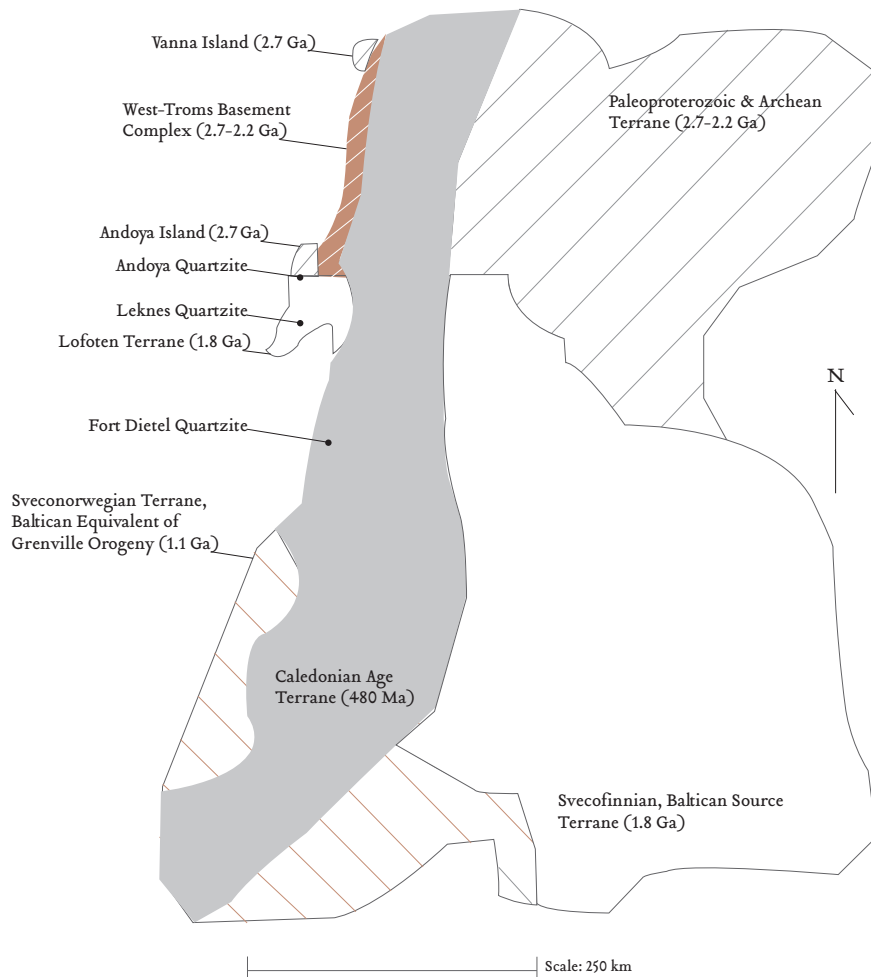 Vanna Island (2.7 Ga)
West-Troms Basement
Complex (2.7-2.2 Ga)
Paleoproterozoic & Archean
Terrane (2.7-2.2 Ga)
Andoya Island (2.7 Ga)
Andoya Quartzite
Leknes Quartzite
Lofoten Terrane (1.8 Ga)
N
Fort Dietel Quartzite
Sveconorwegian Terrane,
Baltican Equivalent of
Grenville Orogeny (1.1 Ga)
Caledonian Age
Terrane (480 Ma)
Svecofinnian, Baltican Source
Terrane (1.8 Ga)
Scale: 250 km